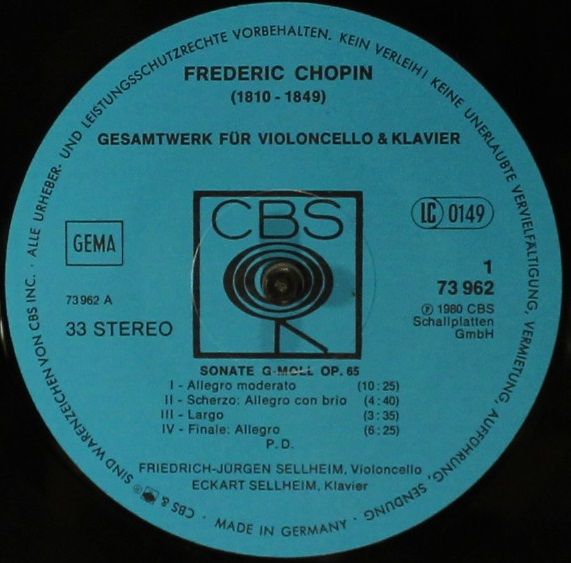 ALLE URHEBER- UND LEISTUNGSSCHUTZRECHTE VORBEHALTEN. KEIN VERLEIH! KEINE UNERLAUBTE VERVIELFÄLTIGUNG, VERMIETUNG, AUFFÜHRUNG, SENDUNG
FREDERIC CHOPIN
(1810 - 1849)
GESAMTWERK FÜR VIOLONCELLO & KLAVIER
CBS
GEMA
LC 0149
1
73 962
73 962 A
33 STEREO
℗ 1980 CBS
Schallplatten
GmbH
SONATE G-MOLL OP. 65
I - Allegro moderato (10:25)
II - Scherzo: Allegro con brio (4:40)
III - Largo (3:35)
IV - Finale: Allegro (6:25)
P.D.
FRIEDRICH-JÜRGEN SELLHEIM, Violoncello
ECKART SELLHEIM, Klavier
CBS & SIND WARENZEICHEN VON CBS INC. ·
· MADE IN GERMANY ·